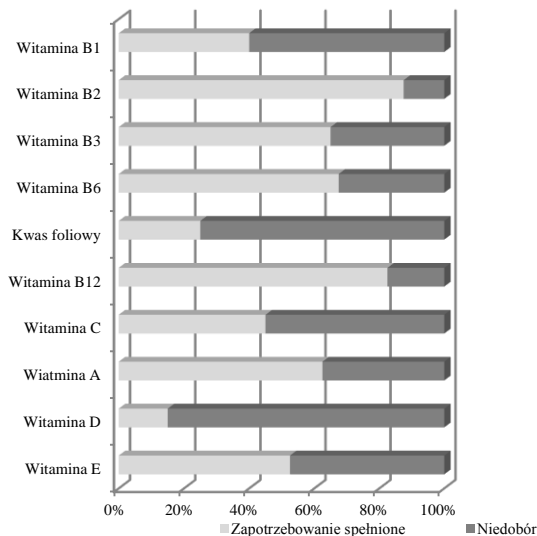 Witamina B1
Witamina B2
Witamina B3
Witamina B6
Kwas foliowy
Witamina B12
Witamina C
Wiatmina A
Witamina D
Witamina E
0% 20% 40% 60% 80% 100%
Zapotrzebowanie spełnione Niedobór